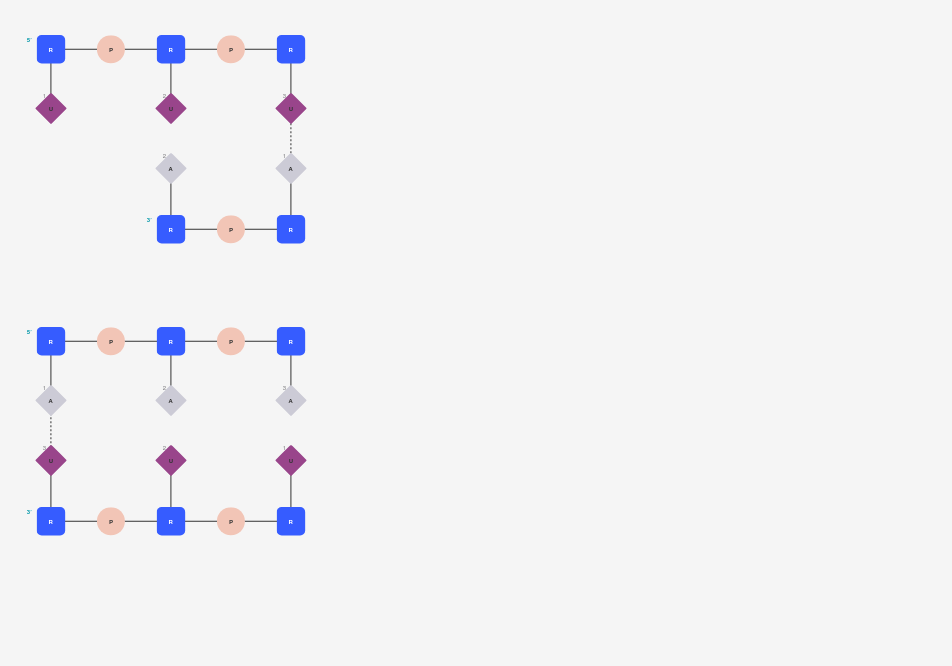 5' R P R P R
1 U 2 U 3 U
2 A 1 A
3' R P R
5' R P R P R
1 A 2 A 3 A
3 U 2 U 1 U
3' R P R P R